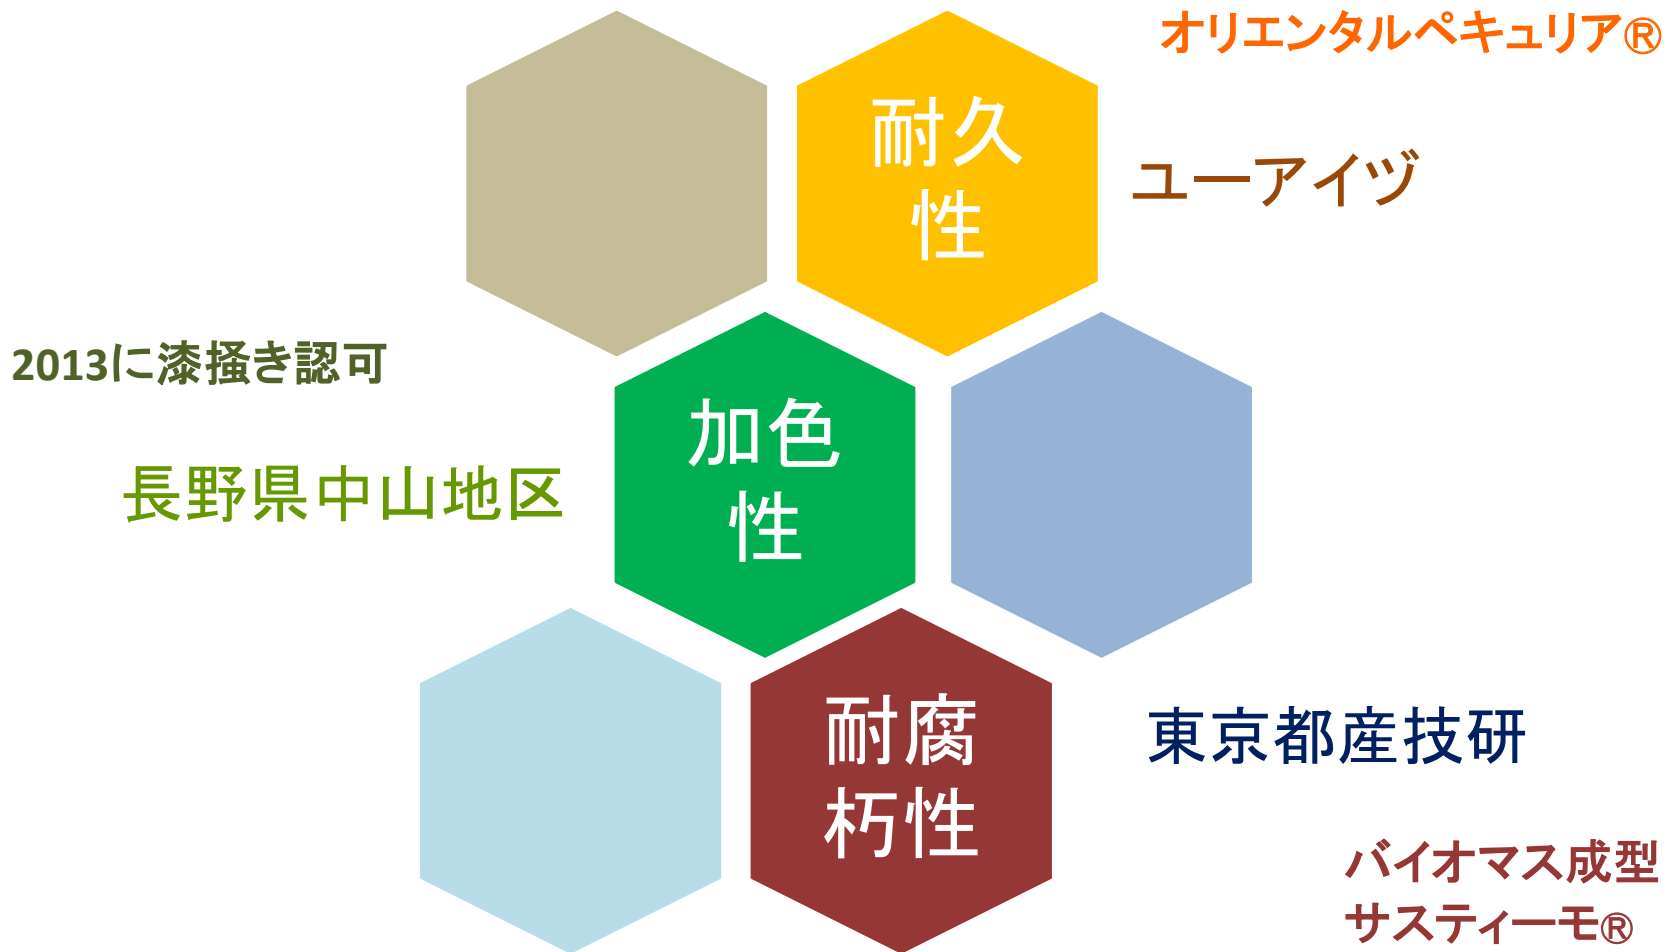 オリエンタルペキュリア®
耐久
性
ユーアイヅ
2013に漆掻き認可
加色
性
長野県中山地区
耐腐
朽性
東京都産技研
バイオマス成型
サスティーモ®